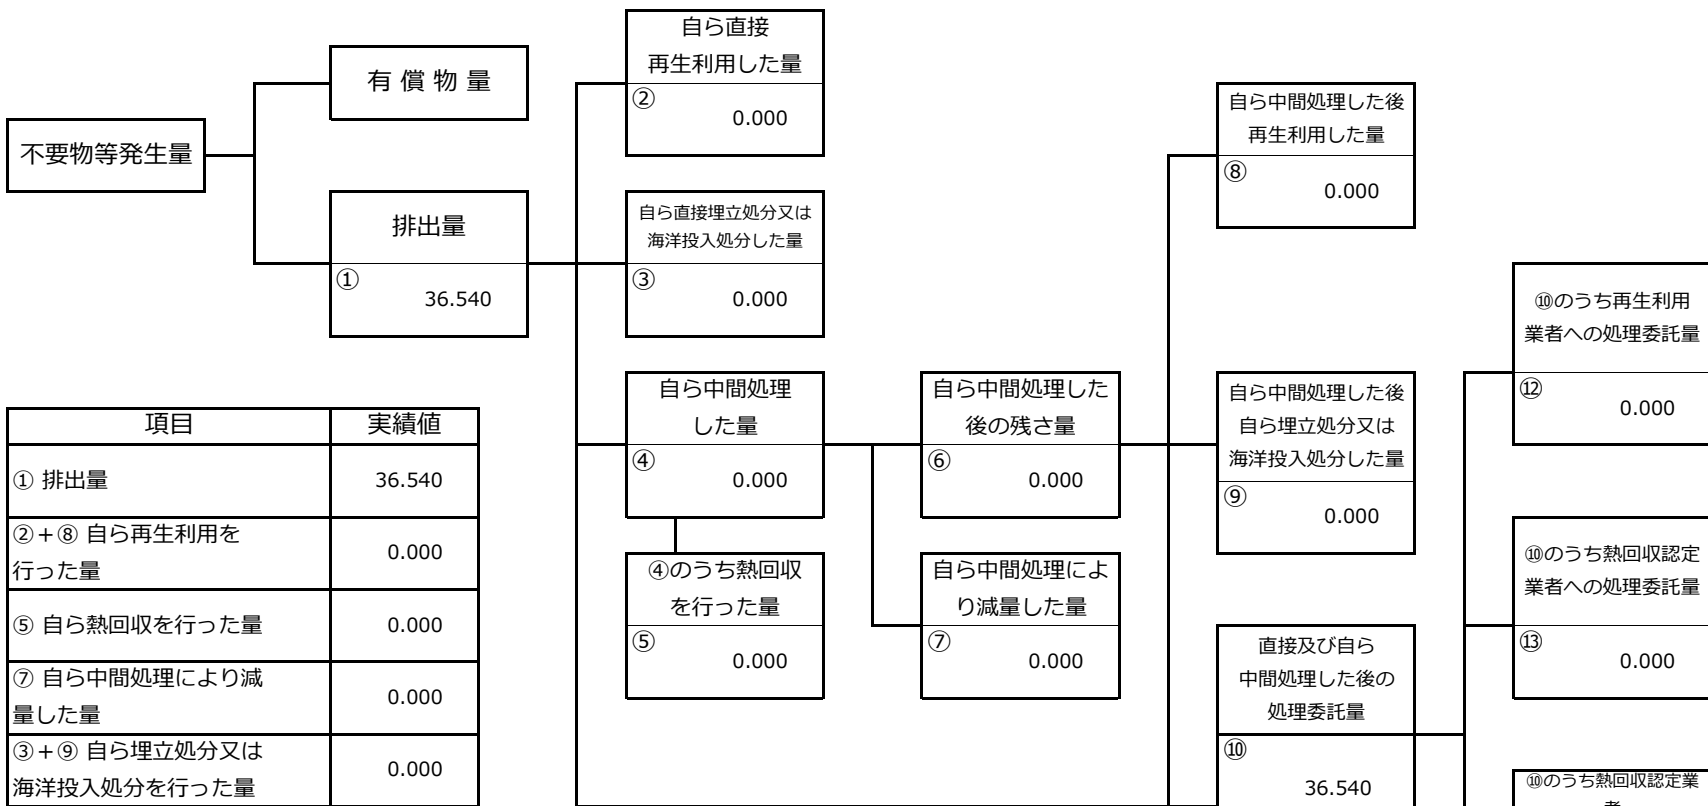 不要物等発生量
有 償 物 量
排出量
①
36.540
自ら直接
再生利用した量
②
0.000
自ら直接埋立処分又は
海洋投入処分した量
③
0.000
自ら中間処理
した量
④
0.000
④のうち熱回収
を行った量
⑤
0.000
自ら中間処理した
後の残さ量
⑥
0.000
自ら中間処理によ
り減量した量
⑦
0.000
自ら中間処理した後
再生利用した量
⑧
0.000
自ら中間処理した後
自ら埋立処分又は
海洋投入処分した量
⑨
0.000
直接及び自ら
中間処理した後の
処理委託量
⑩
36.540
⑩のうち再生利用
業者への処理委託量
⑫
0.000
⑩のうち熱回収認定
業者への処理委託量
⑬
0.000
⑩のうち熱回収認定業
項目 実績値
① 排出量 36.540
②+⑧ 自ら再生利用を
行った量 0.000
⑤ 自ら熱回収を行った量 0.000
⑦ 自ら中間処理により減
量した量 0.000
③+⑨ 自ら埋立処分又は
海洋投入処分を行った量 0.000